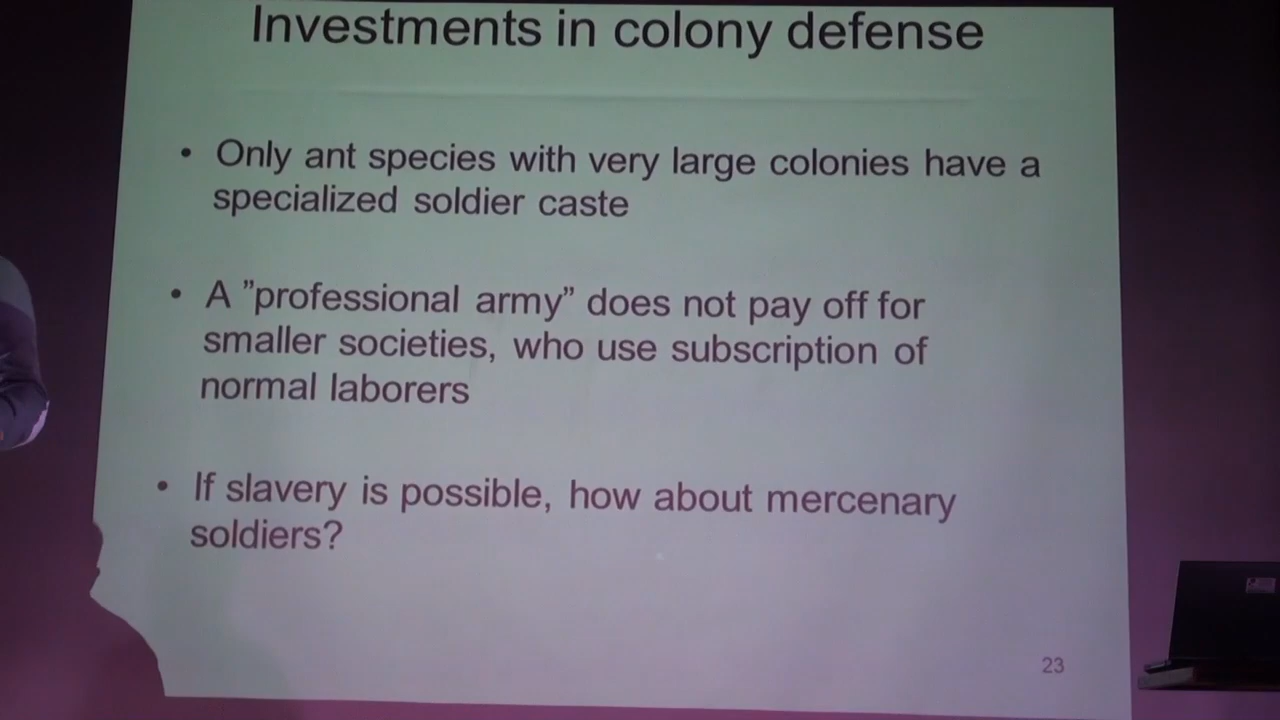 Investments in colony defense
• Only ant species with very large colonies have a
specialized soldier caste
• A ”professional army” does not pay off for
smaller societies, who use subscription of
normal laborers
• If slavery is possible, how about mercenary
soldiers?
23